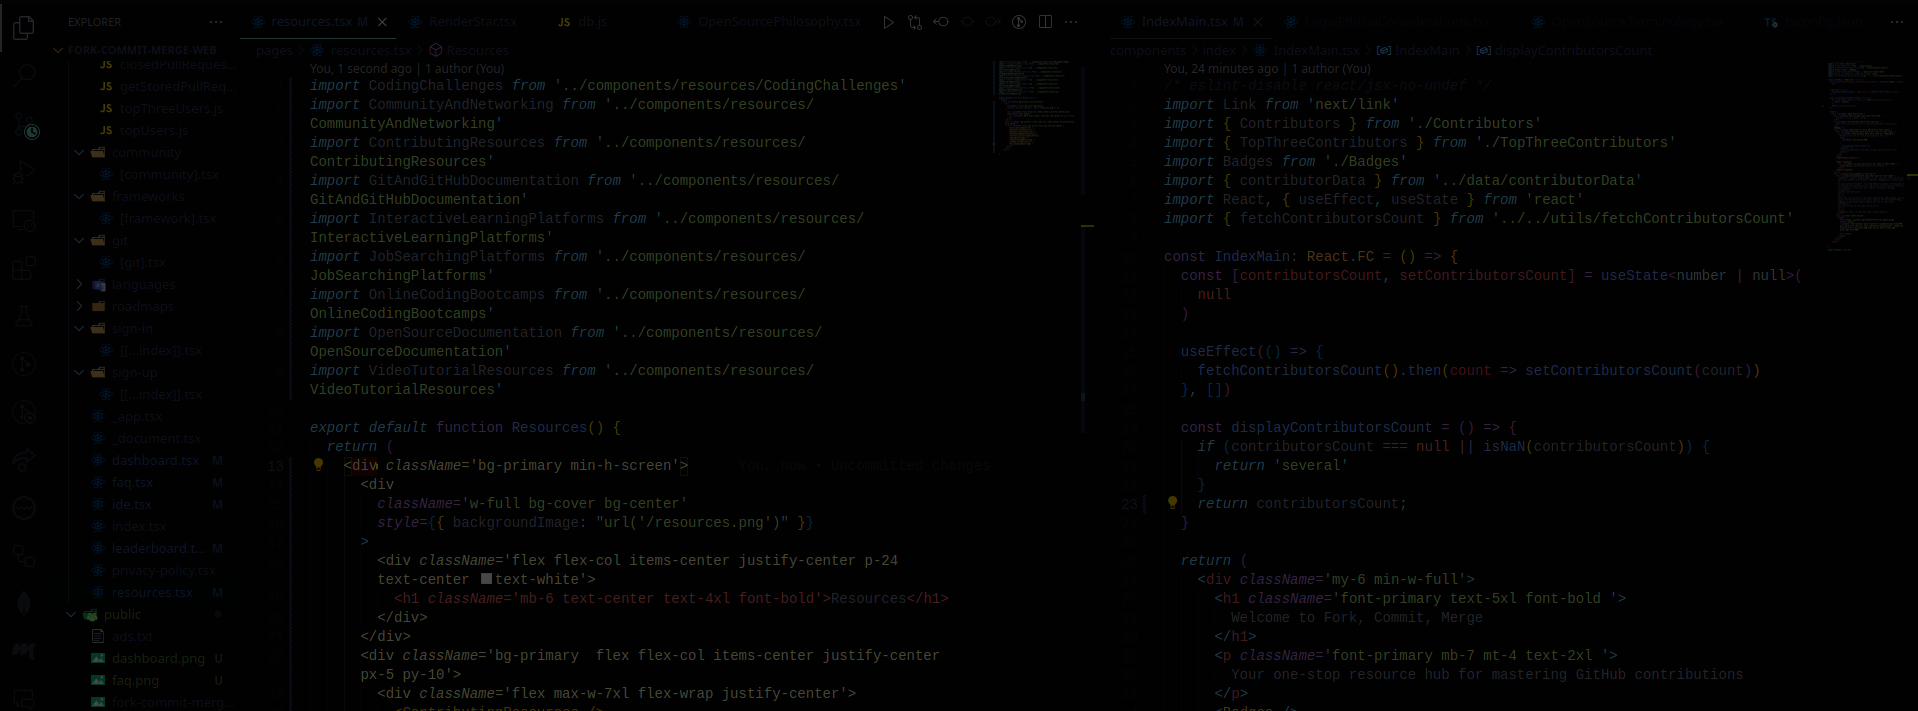 EXPLORER
FORK-COMMIT-MERGE-WEB
closedPullReques...
getStoredPullReq...
topThreeUsers.js
topUsers.js
community
[community].tsx
frameworks
[framework].tsx
git
[git].tsx
languages
roadmaps
sign-in
[[...index]].tsx
sign-up
[[...index]].tsx
_app.tsx
_document.tsx
dashboard.tsx M
faq.tsx M
ide.tsx M
index.tsx
leaderboard.t... M
privacy-policy.tsx
resources.tsx M
public
ads.txt
dashboard.png U
faq.png U
fork-commit-merg...
resources.tsx M
RenderStar.tsx
db.js
OpenSourcePhilosophy.tsx
pages > resources.tsx > Resources
You, 1 second ago | 1 author (You)
import CodingChallenges from '../components/resources/CodingChallenges'
import CommunityAndNetworking from '../components/resources/
CommunityAndNetworking'
import ContributingResources from '../components/resources/
ContributingResources'
import GitAndGitHubDocumentation from '../components/resources/
GitAndGitHubDocumentation'
import InteractiveLearningPlatforms from '../components/resources/
InteractiveLearningPlatforms'
import JobSearchingPlatforms from '../components/resources/
JobSearchingPlatforms'
import OnlineCodingBootcamps from '../components/resources/
OnlineCodingBootcamps'
import OpenSourceDocumentation from '../components/resources/
OpenSourceDocumentation'
import VideoTutorialResources from '../components/resources/
VideoTutorialResources'
export default function Resources() {
return (
13 <div className='bg-primary min-h-screen'> You, now • Uncommitted changes
<div
className='w-full bg-cover bg-center'
style={{ backgroundImage: "url('/resources.png')" }}
>
<div className='flex flex-col items-center justify-center p-24
text-center text-white'>
<h1 className='mb-6 text-center text-4xl font-bold'>Resources</h1>
</div>
</div>
<div className='bg-primary  flex flex-col items-center justify-center
px-5 py-10'>
<div className='flex max-w-7xl flex-wrap justify-center'>
<ContributingResources />
IndexMain.tsx M
components > index > IndexMain.tsx > IndexMain > displayContributorsCount
You, 24 minutes ago | 1 author (You)
/* eslint-disable react/jsx-no-undef */
import Link from 'next/link'
import { Contributors } from './Contributors'
import { TopThreeContributors } from './TopThreeContributors'
import Badges from './Badges'
import { contributorData } from '../data/contributorData'
import React, { useEffect, useState } from 'react'
import { fetchContributorsCount } from '../../utils/fetchContributorsCount'
const IndexMain: React.FC = () => {
const [contributorsCount, setContributorsCount] = useState<number | null>(
null
)
useEffect(() => {
fetchContributorsCount().then(count => setContributorsCount(count))
}, [])
const displayContributorsCount = () => {
if (contributorsCount === null || isNaN(contributorsCount)) {
return 'several'
}
23 return contributorsCount;
}
return (
<div className='my-6 min-w-full'>
<h1 className='font-primary text-5xl font-bold '>
Welcome to Fork, Commit, Merge
</h1>
<p className='font-primary mb-7 mt-4 text-2xl '>
Your one-stop resource hub for mastering GitHub contributions
</p>
<Badges />